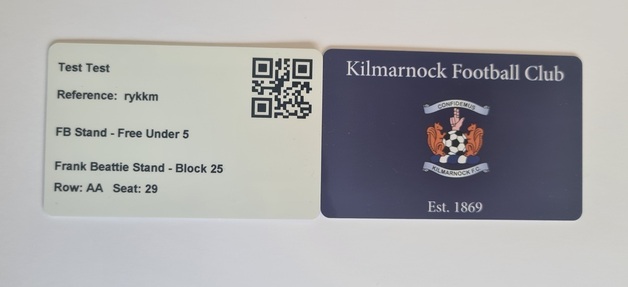 Test Test
Reference: rykkm
FB Stand - Free Under 5
Frank Beattie Stand - Block 25
Row: AA Seat: 29
Kilmarnock Football Club
CONFIDEMUS
KILMARNOCK F.C.
Est. 1869